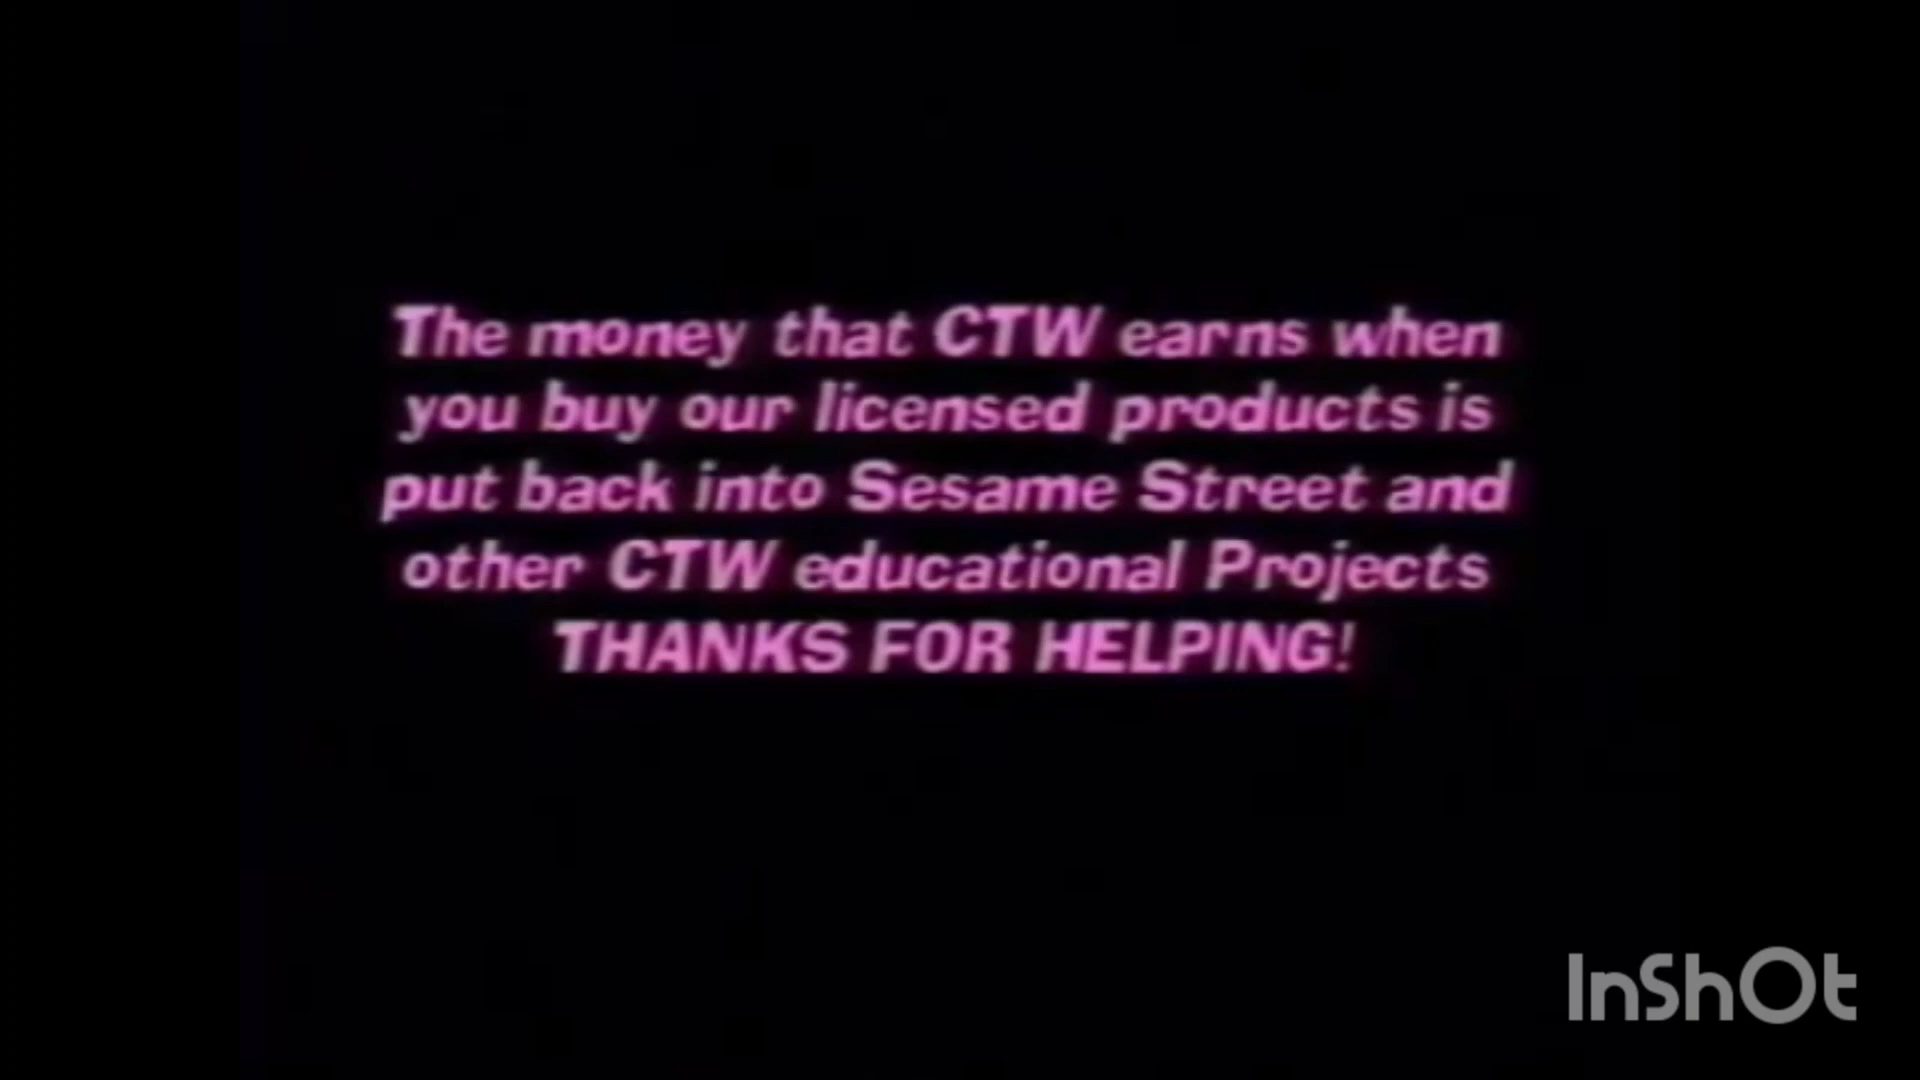 The money that CTW earns when
you buy our licensed products is
put back into Sesame Street and
other CTW educational Projects
THANKS FOR HELPING!
InShOt